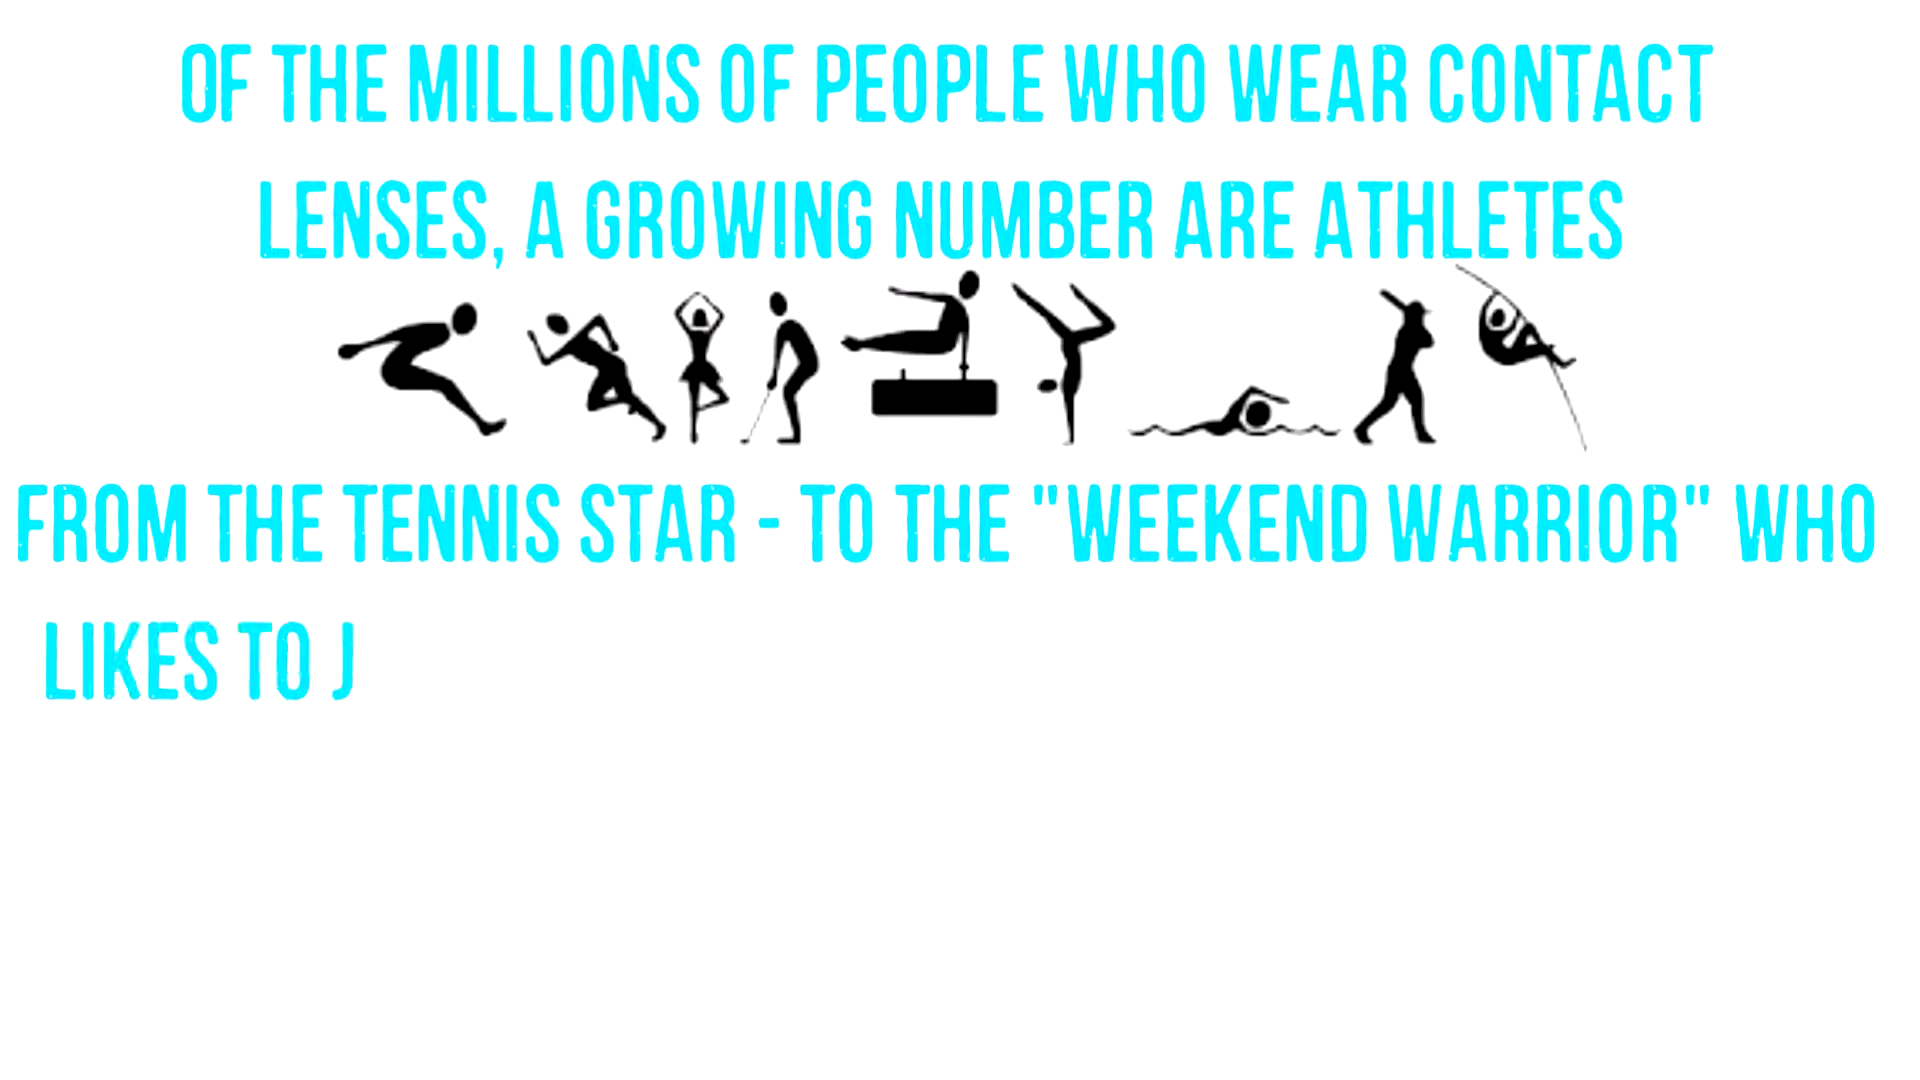 OF THE MILLIONS OF PEOPLE WHO WEAR CONTACT
LENSES, A GROWING NUMBER ARE ATHLETES
FROM THE TENNIS STAR - TO THE "WEEKEND WARRIOR" WHO
LIKES TO J